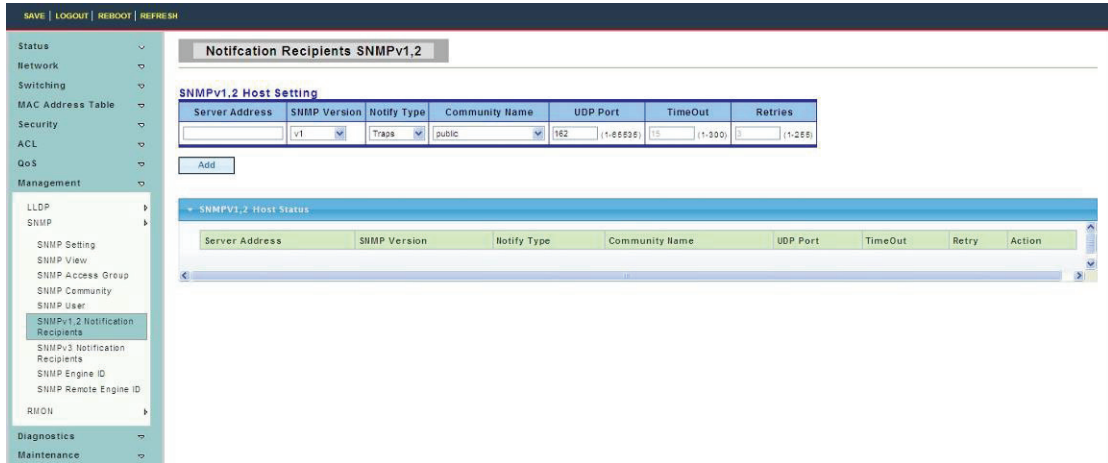 SAVE | LOGOUT | REBOOT | REFRESH
Status
Network
Switching
MAC Address Table
Security
ACL
QoS
Management
LLDP
SNMP
SNMP Setting
SNMP View
SNMP Access Group
SNMP Community
SNMP User
SNMPv1,2 Notification
Recipients
SNMPv3 Notification
Recipients
SNMP Engine ID
SNMP Remote Engine ID
RMON
Diagnostics
Maintenance
Notifcation Recipients SNMPv1,2
SNMPv1,2 Host Setting
Server Address SNMP Version Notify Type Community Name UDP Port TimeOut Retries
v1 Traps public 162 (1-65535) 15 (1-300) 3 (1-255)
Add
SNMPV1,2 Host Status
Server Address SNMP Version Notify Type Community Name UDP Port TimeOut Retry Action